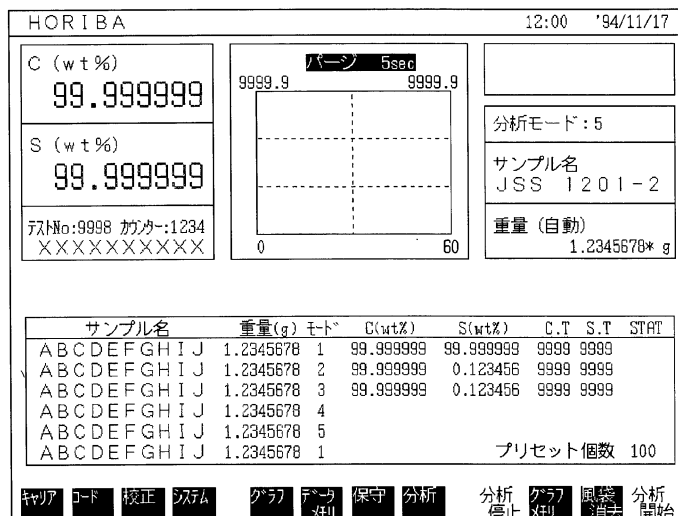 HORIBA 12:00 '94/11/17
C (wt%)
99.999999
S (wt%)
99.999999
テストNo:9998 カウンター:1234
XXXXXXXXXX
パージ 5sec
9999.9 9999.9
0 60
分析モード:5
サンプル名
JSS 1201-2
重量 (自動)
1.2345678* g
サンプル名 重量(g) モード C(wt%) S(wt%) C.T S.T STAT
ABCDEFGHIJ 1.2345678 1 99.999999 99.999999 9999 9999
ABCDEFGHIJ 1.2345678 2 99.999999 0.123456 9999 9999
ABCDEFGHIJ 1.2345678 3 99.999999 0.123456 9999 9999
ABCDEFGHIJ 1.2345678 4
ABCDEFGHIJ 1.2345678 5
ABCDEFGHIJ 1.2345678 1 プリセット個数 100
キャリア コード 校正 システム グラフ データメモリ 保守 分析 分析停止 グラフメモリ 風袋消去 分析開始